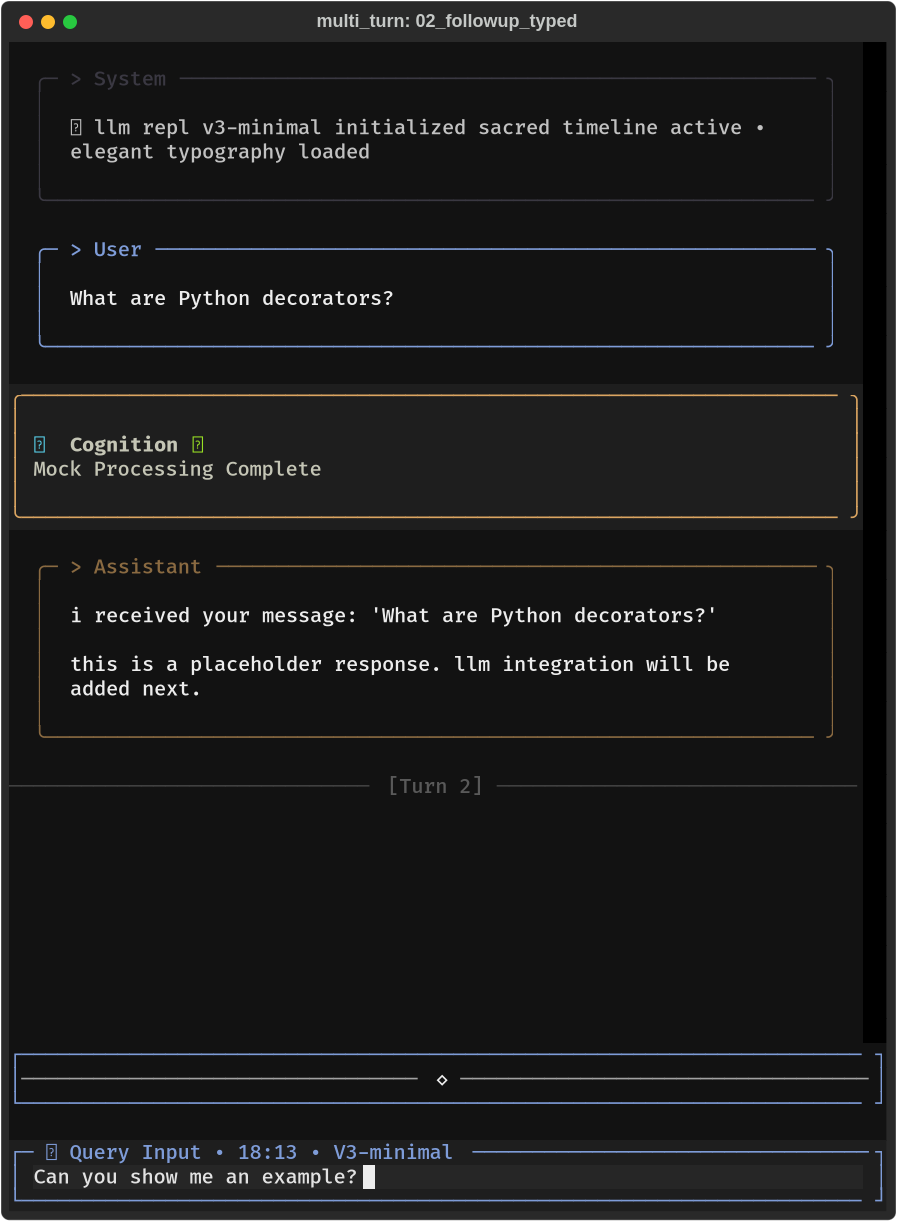 multi_turn: 02_followup_typed
> System
llm repl v3-minimal initialized sacred timeline active •
elegant typography loaded
> User
What are Python decorators?
Cognition
Mock Processing Complete
> Assistant
i received your message: 'What are Python decorators?'
this is a placeholder response. llm integration will be
added next.
[Turn 2]
Query Input • 18:13 • V3-minimal
Can you show me an example?